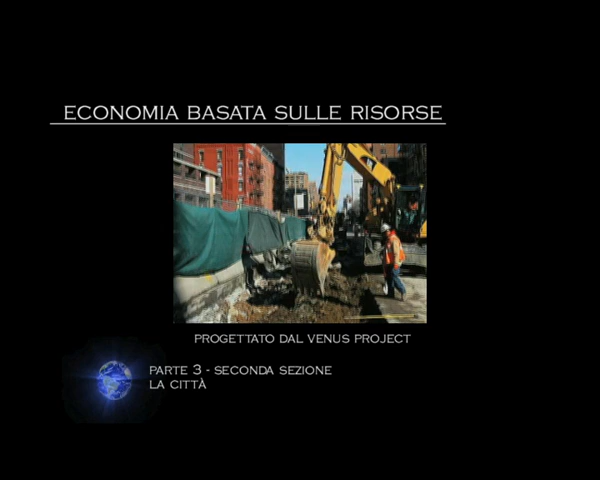 ECONOMIA BASATA SULLE RISORSE
PROGETTATO DAL VENUS PROJECT
PARTE 3 - SECONDA SEZIONE
LA CITTÀ